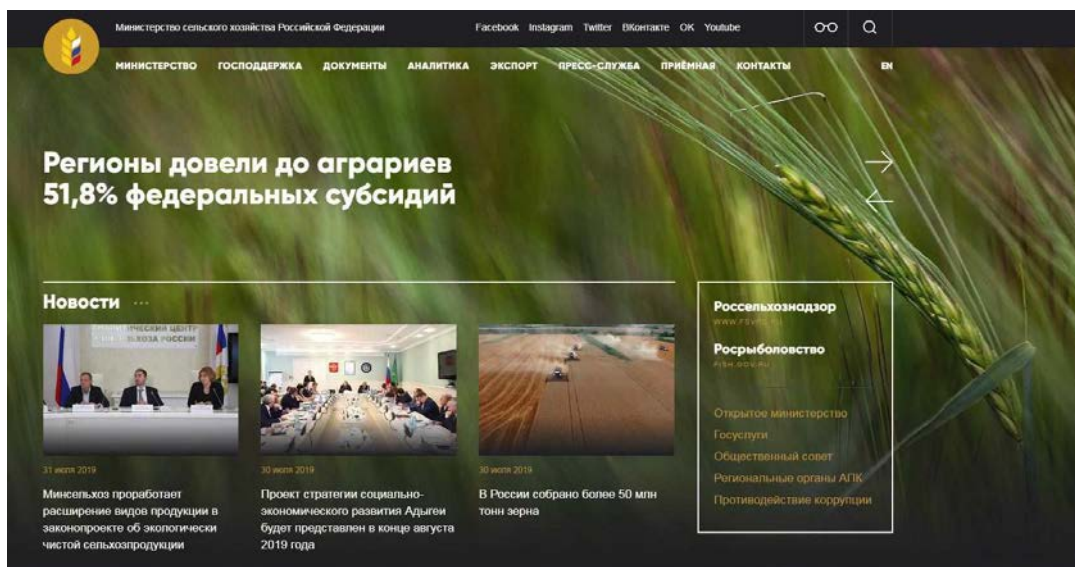 Министерство сельского хозяйства Российской Федерации
Facebook Instagram Twitter ВКонтакте OK Youtube
МИНИСТЕРСТВО ГОСПОДДЕРЖКА ДОКУМЕНТЫ АНАЛИТИКА ЭКСПОРТ ПРЕСС-СЛУЖБА ПРИЁМНАЯ КОНТАКТЫ EN
Регионы довели до аграриев
51,8% федеральных субсидий
Новости ...
31 июля 2019
Минсельхоз проработает
расширение видов продукции в
законопроекте об экологически
чистой сельхозпродукции
30 июля 2019
Проект стратегии социально-
экономического развития Адыгеи
будет представлен в конце августа
2019 года
30 июля 2019
В России собрано более 50 млн
тонн зерна
Россельхознадзор
Росрыболовство
FISH.GOV.RU
Открытое министерство
Госуслуги
Общественный совет
Региональные органы АПК
Противодействие коррупции